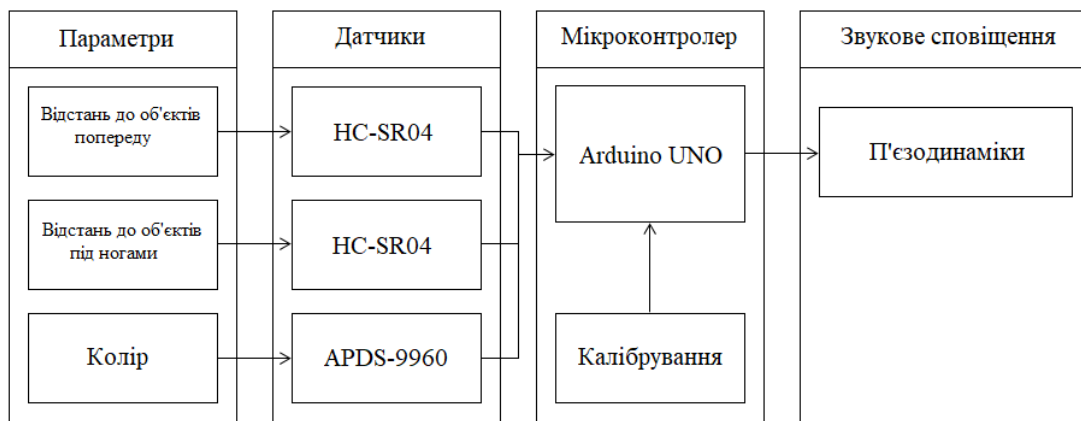 Параметри
Датчики
Мікроконтролер
Звукове сповіщення
Відстань до об'єктів
попереду
HC-SR04
Arduino UNO
П'єзодинаміки
Відстань до об'єктів
під ногами
HC-SR04
Колір
APDS-9960
Калібрування